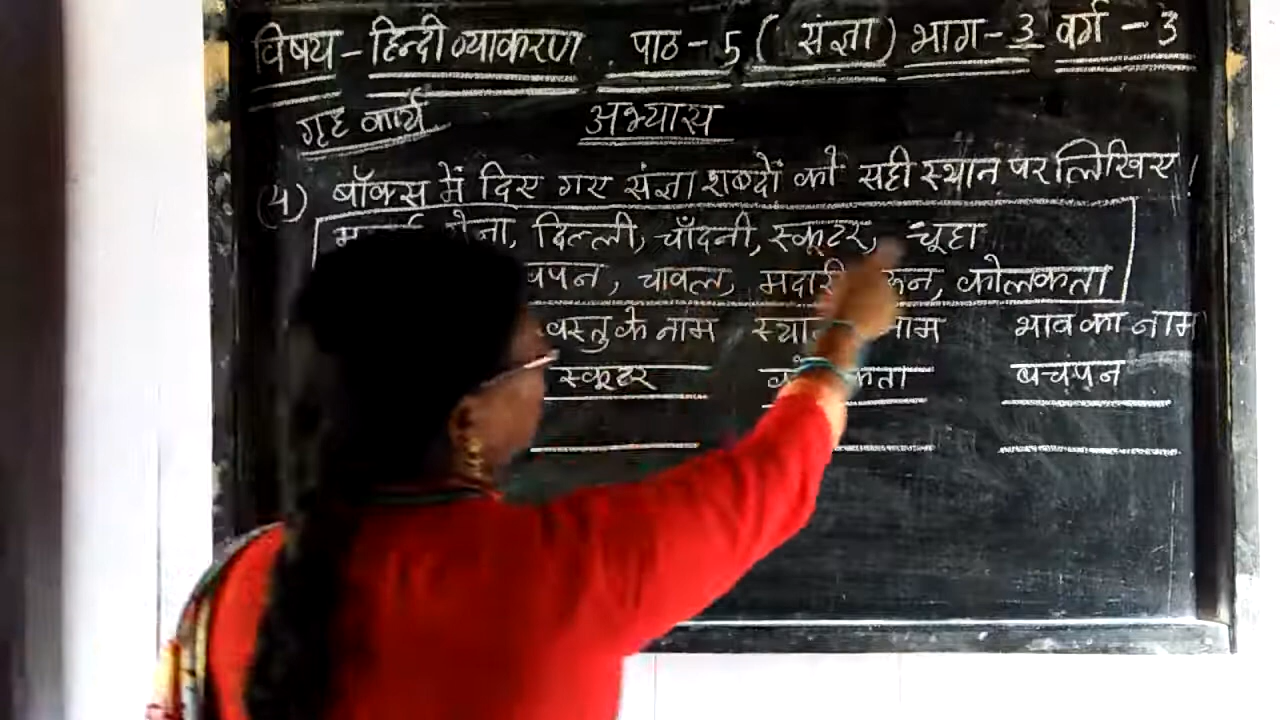 विषय - हिन्दी व्याकरण पाठ - 5 ( संज्ञा ) भाग - 3 वर्ग - 3
गृह कार्य अभ्यास
(4) बॉक्स में दिए गए संज्ञा शब्दों को सही स्थान पर लिखिए।
दिल्ली, चाँदनी, स्कूटर, चूहा
चावल, कोलकता
वस्तु के नाम नाम भाव का नाम
स्कूटर बचपन